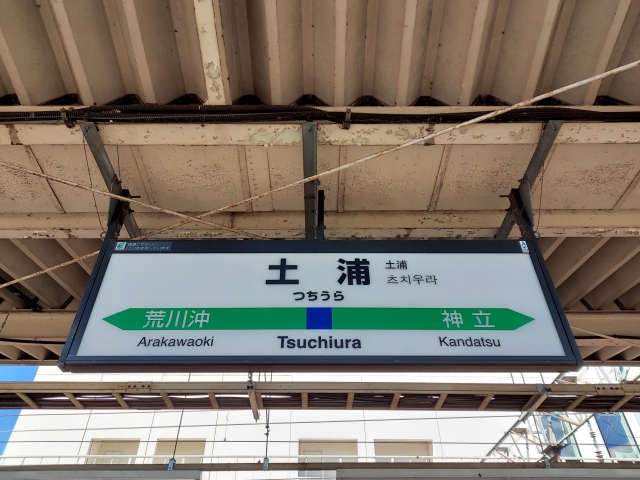 土浦
土浦
츠치우라
つちうら
荒川沖 神立
Arakawaoki Tsuchiura Kandatsu